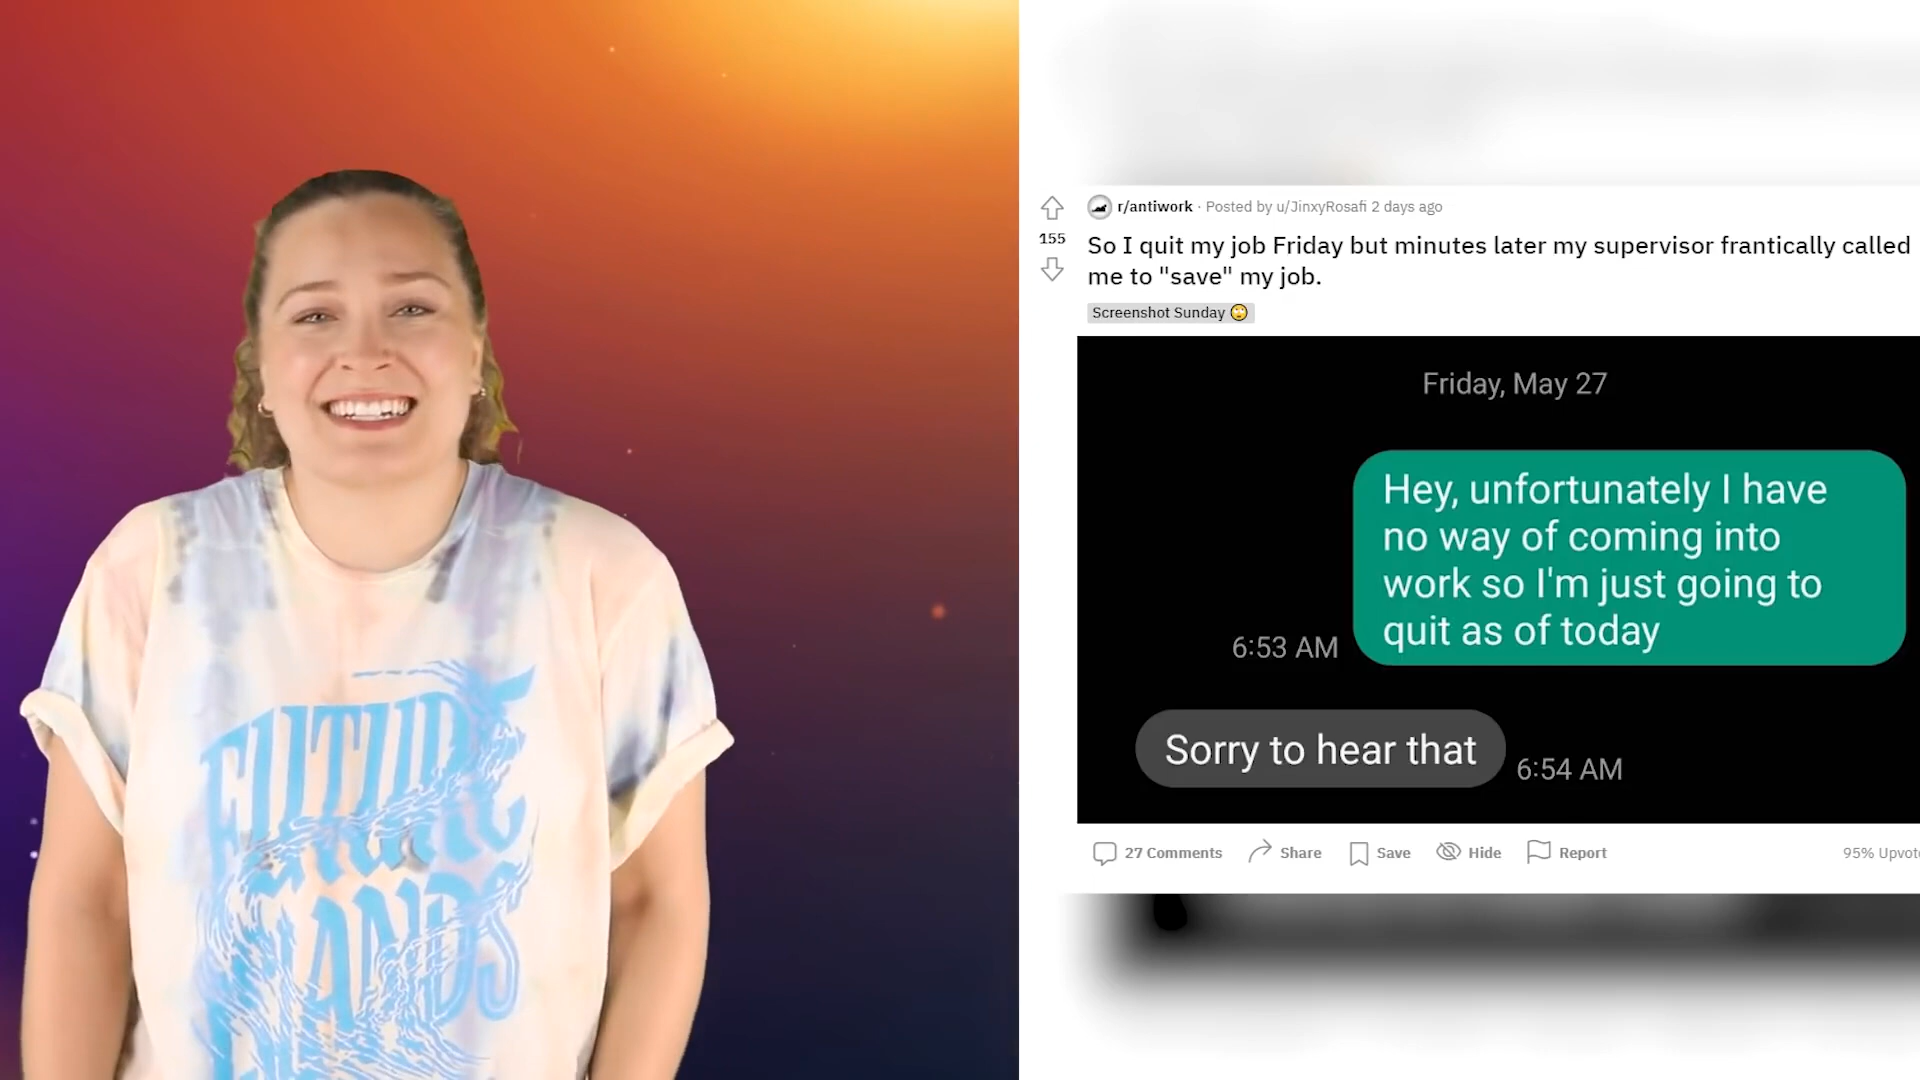 FUTURE
LANDS
r/antiwork · Posted by u/JinxyRosafi 2 days ago
155
So I quit my job Friday but minutes later my supervisor frantically called
me to "save" my job.
Screenshot Sunday
Friday, May 27
Hey, unfortunately I have
no way of coming into
work so I'm just going to
quit as of today
6:53 AM
Sorry to hear that
6:54 AM
27 Comments Share Save Hide Report 95% Upvot